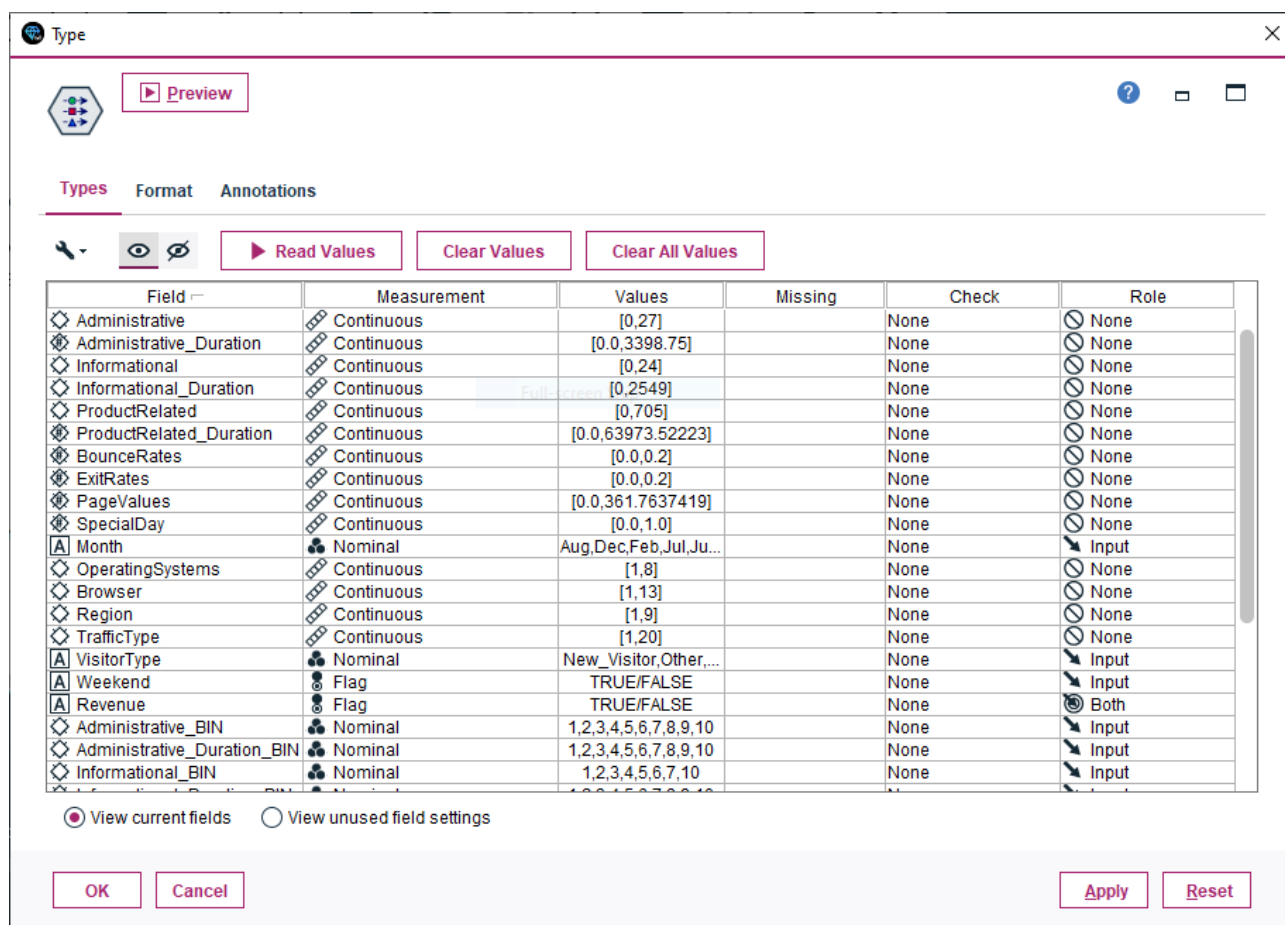 Type
Preview
?
Types Format Annotations
Read Values Clear Values Clear All Values
Field Measurement Values Missing Check Role
Administrative Continuous [0,27] None None
# Administrative_Duration Continuous [0.0,3398.75] None None
Informational Continuous [0,24] None None
Informational_Duration Continuous [0,2549] None None
ProductRelated Continuous [0,705] None None
# ProductRelated_Duration Continuous [0.0,63973.52223] None None
# BounceRates Continuous [0.0,0.2] None None
# ExitRates Continuous [0.0,0.2] None None
# PageValues Continuous [0.0,361.7637419] None None
# SpecialDay Continuous [0.0,1.0] None None
A Month Nominal Aug,Dec,Feb,Jul,Ju... None Input
OperatingSystems Continuous [1,8] None None
Browser Continuous [1,13] None None
Region Continuous [1,9] None None
TrafficType Continuous [1,20] None None
A VisitorType Nominal New_Visitor,Other,... None Input
A Weekend Flag TRUE/FALSE None Input
A Revenue Flag TRUE/FALSE None Both
Administrative_BIN Nominal 1,2,3,4,5,6,7,8,9,10 None Input
Administrative_Duration_BIN Nominal 1,2,3,4,5,6,7,8,9,10 None Input
Informational_BIN Nominal 1,2,3,4,5,6,7,10 None Input
View current fields View unused field settings
OK Cancel Apply Reset